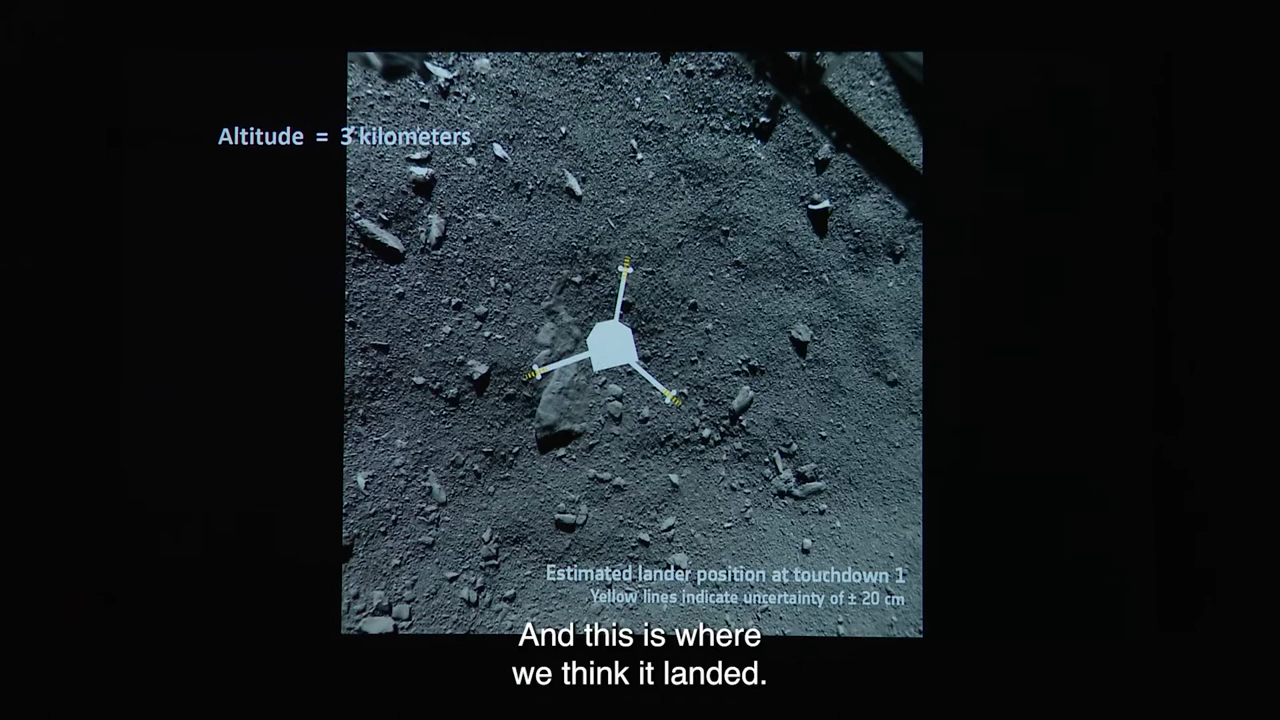 Altitude = 3 kilometers
Estimated lander position at touchdown 1
Yellow lines indicate uncertainty of ± 20 cm
And this is where
we think it landed.